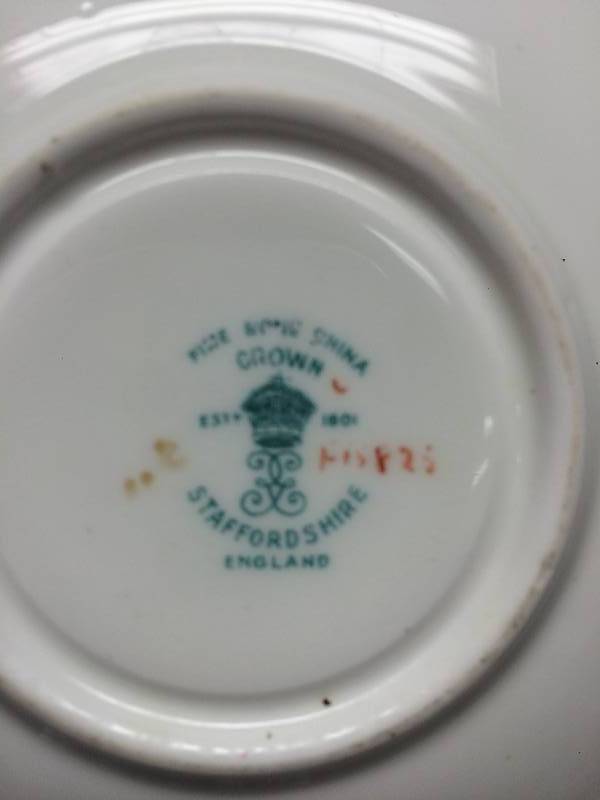 FINE BONE CHINA
CROWN
ESTD 1801
STAFFORDSHIRE
ENGLAND